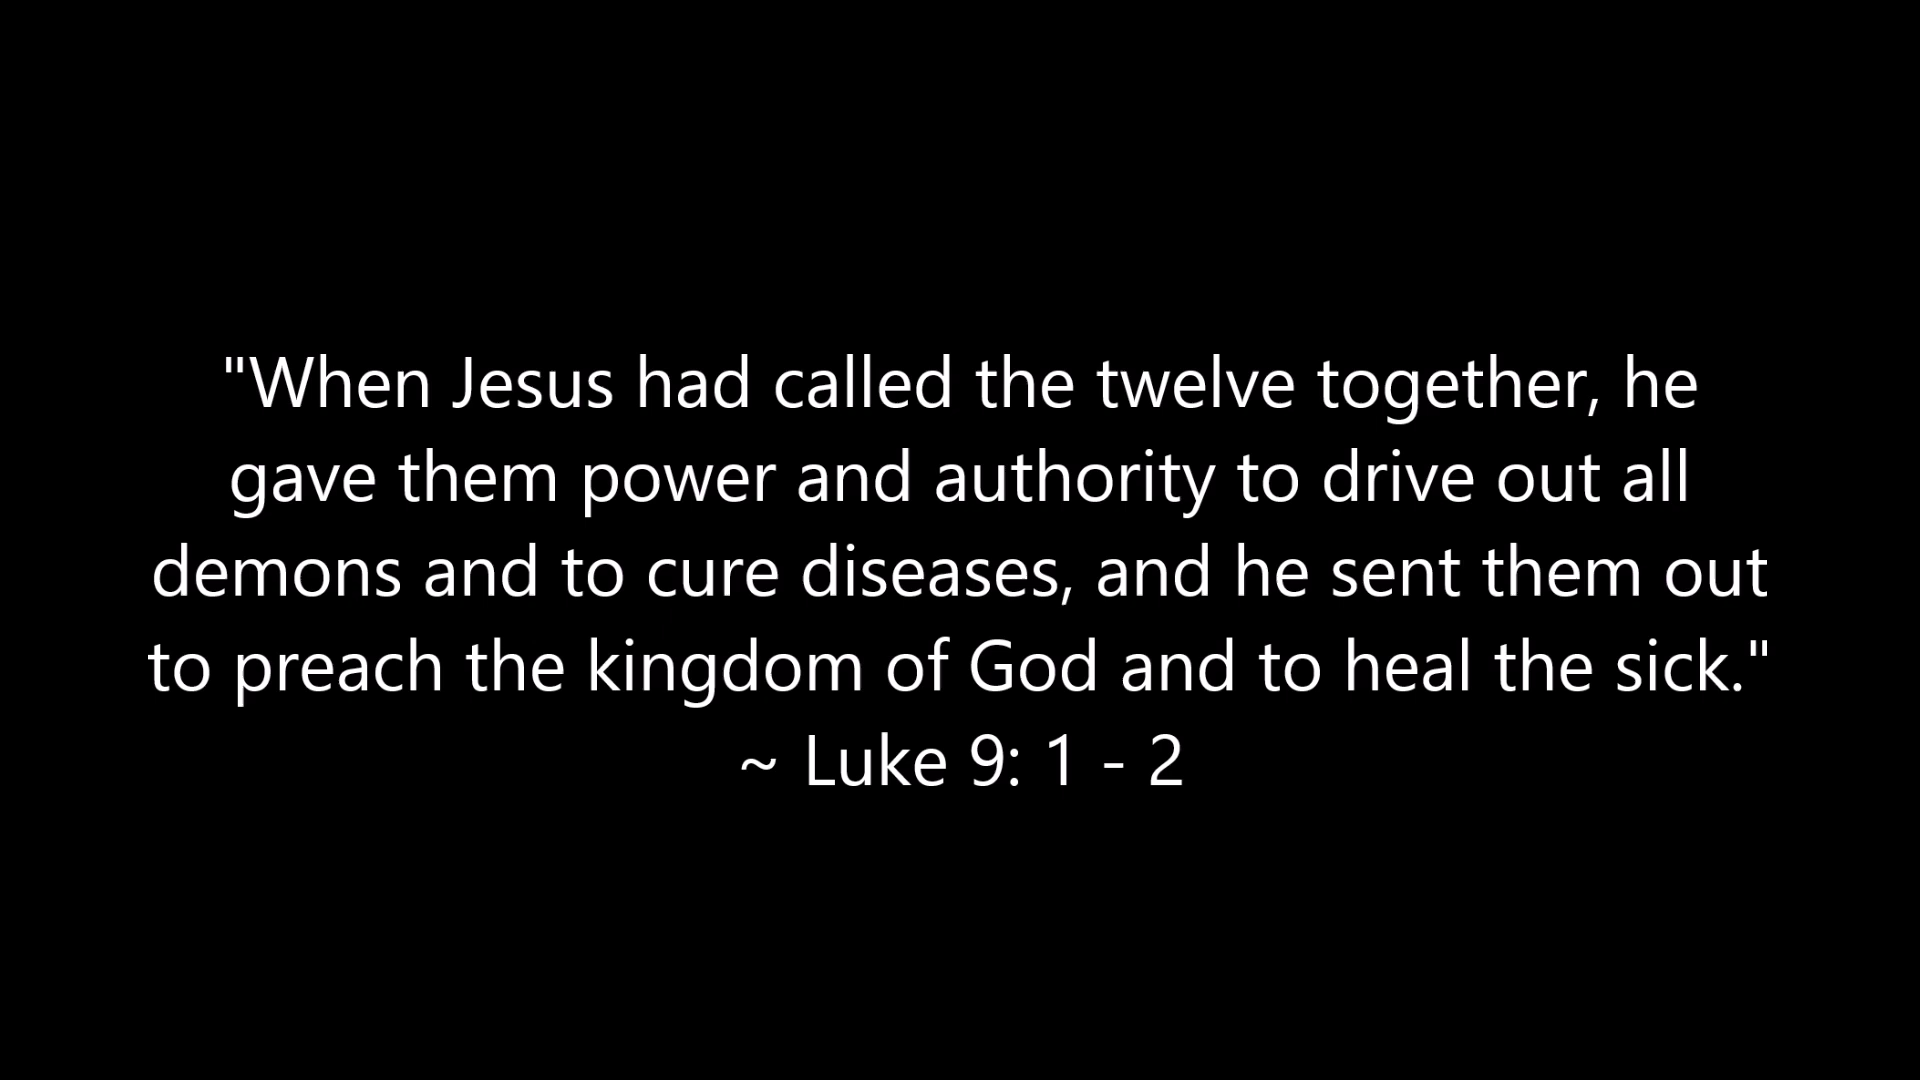 "When Jesus had called the twelve together, he
gave them power and authority to drive out all
demons and to cure diseases, and he sent them out
to preach the kingdom of God and to heal the sick."
~ Luke 9: 1 - 2